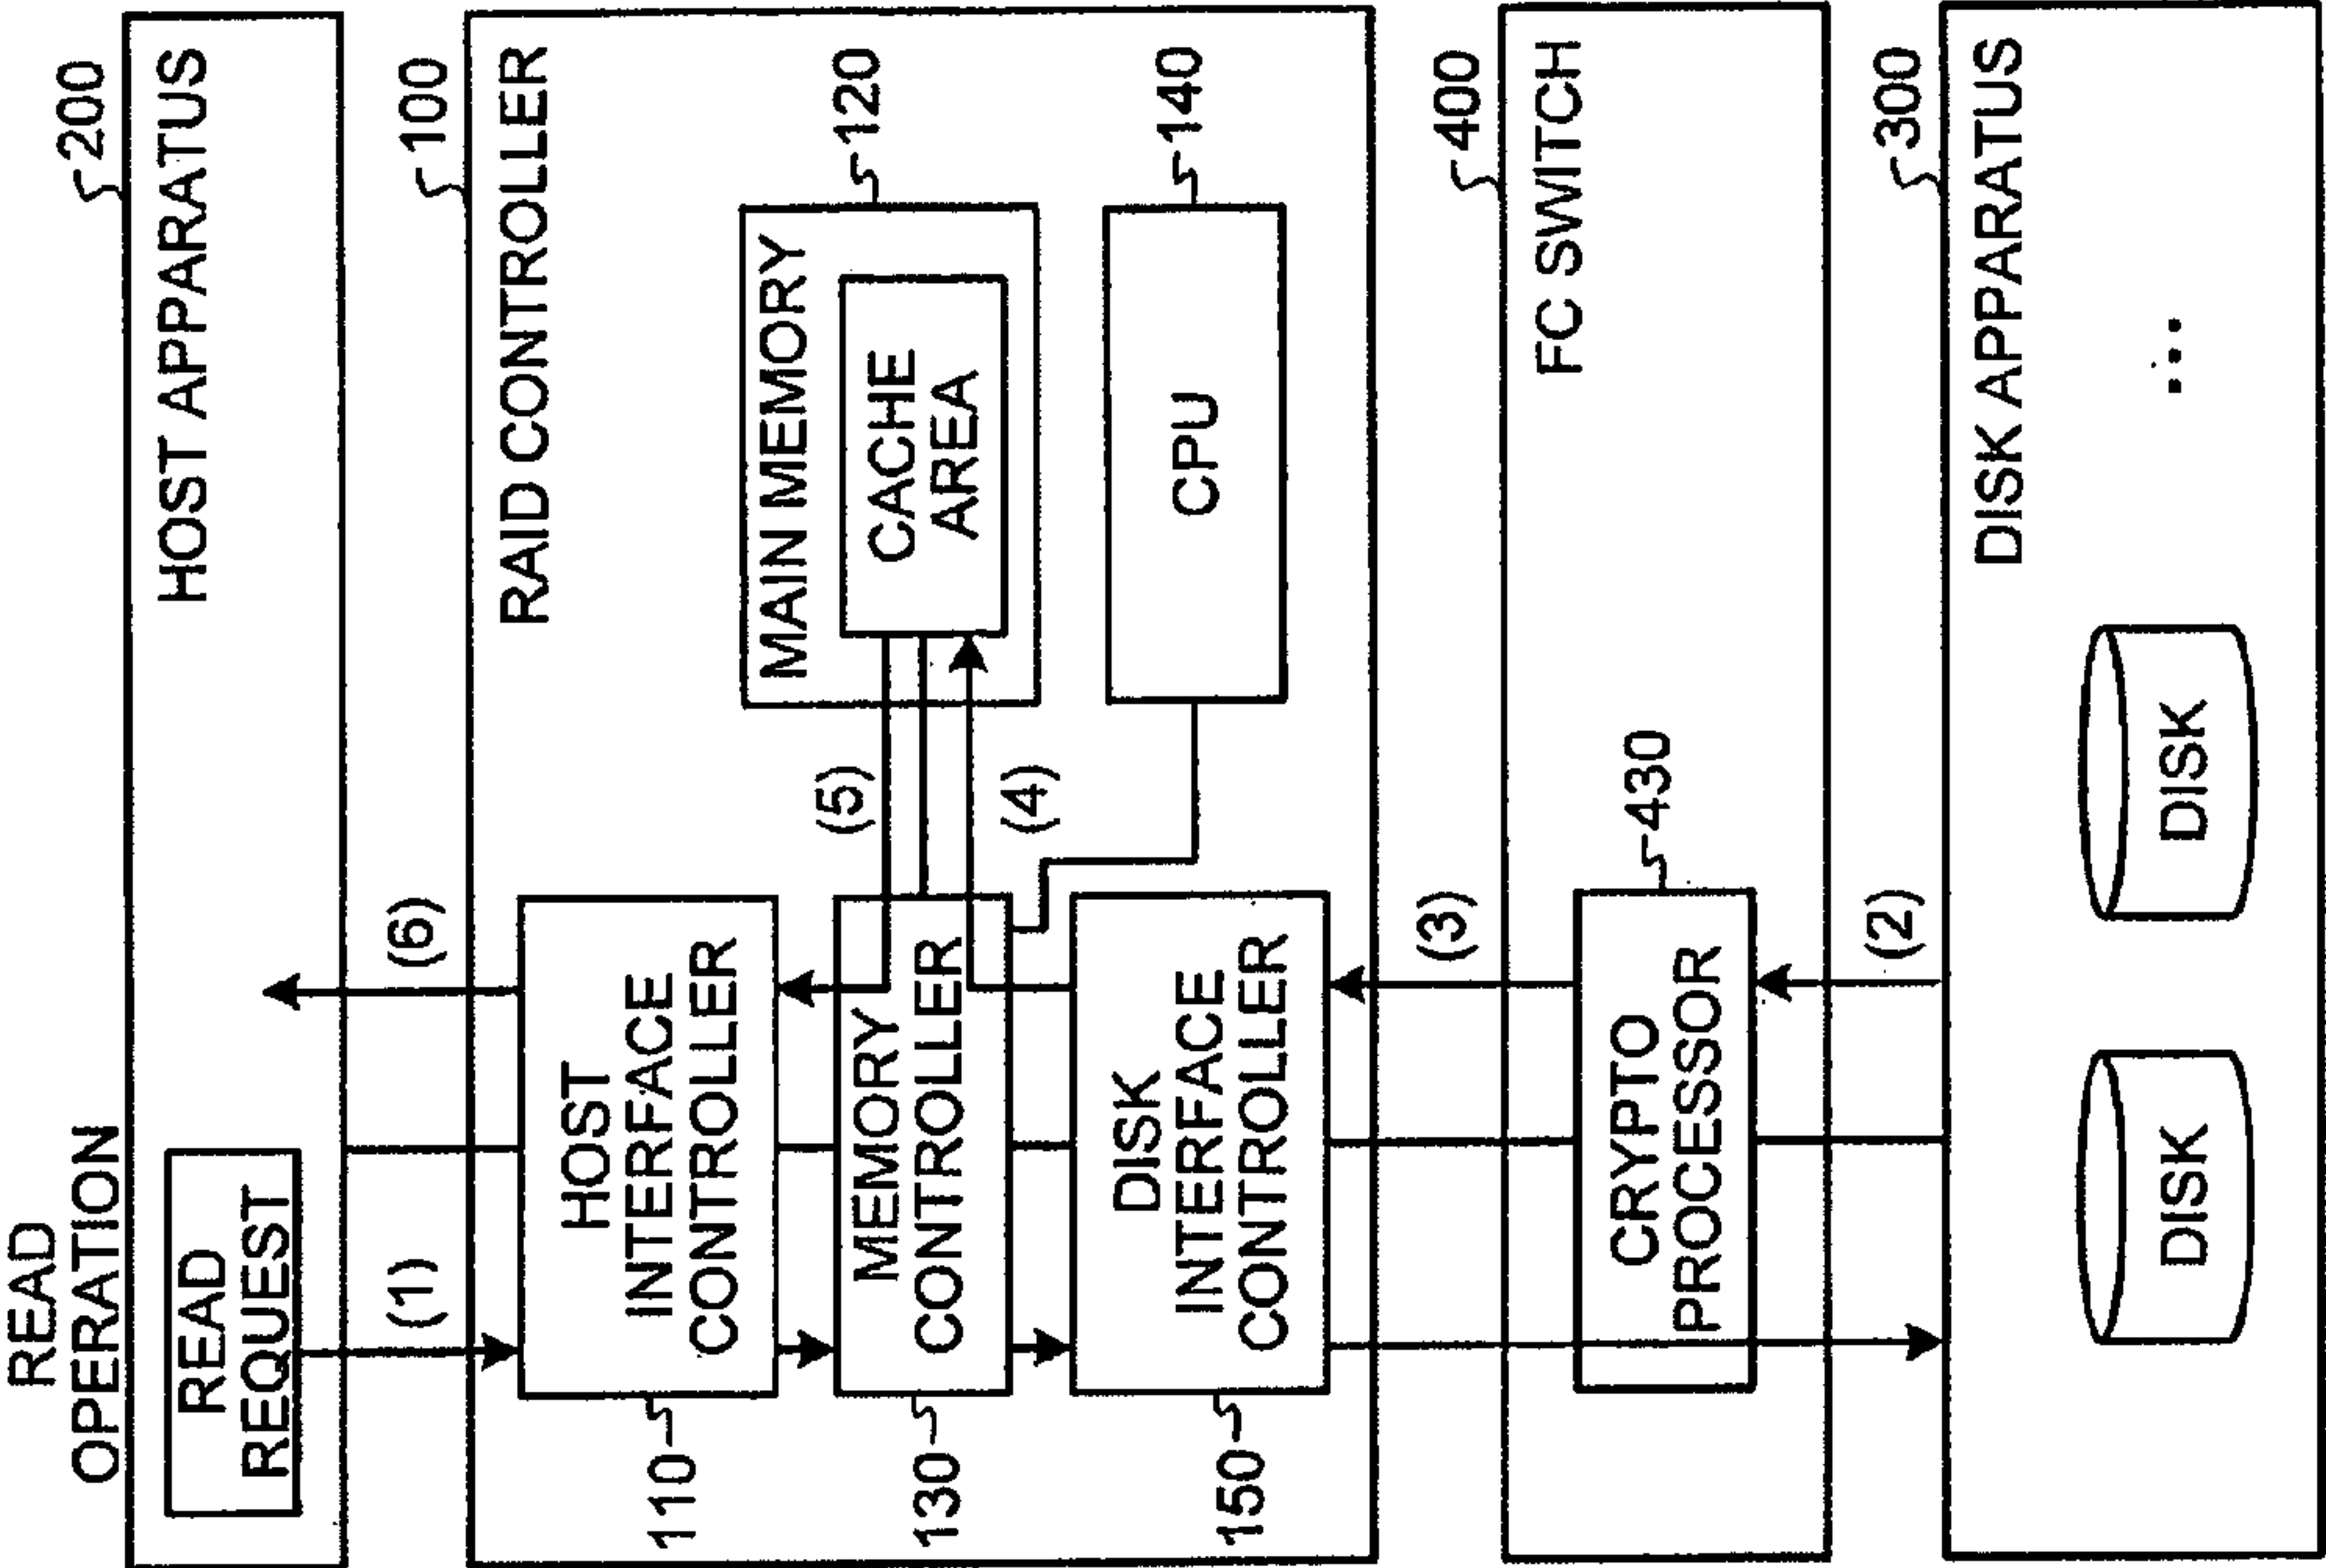 READ
OPERATION
200
HOST APPARATUS
READ
REQUEST
(1)
(6)
100
RAID CONTROLLER
110
HOST
INTERFACE
CONTROLLER
(5)
MAIN MEMORY
120
CACHE
AREA
130
MEMORY
CONTROLLER
(4)
140
CPU
150
DISK
INTERFACE
CONTROLLER
(3)
400
FC SWITCH
430
CRYPTO
PROCESSOR
(2)
300
DISK APPARATUS
DISK
DISK
...